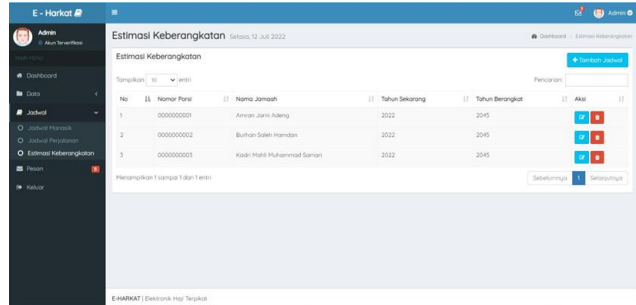 E - Harkat
Admin
Admin
Akun Terverifikasi
MAIN MENU
Dashboard
Data
Jadwal
Jadwal Manasik
Jadwal Perjalanan
Estimasi Keberangkatan
Pesan
Keluar
Estimasi Keberangkatan Selasa, 12 Juli 2022
Dashboard Estimasi Keberangkatan
Estimasi Keberangkatan
+ Tambah Jadwal
Tampilkan 10 entri
Pencarian:
No Nomor Porsi Nama Jamaah Tahun Sekarang Tahun Berangkat Aksi
1 0000000001 Amran Jarni Adeng 2022 2045
2 0000000002 Burhan Saleh Hamdan 2022 2045
3 0000000003 Kadri Mahli Muhammad Saman 2022 2045
Menampilkan 1 sampai 1 dari 1 entri
Sebelumnya 1 Selanjutnya
E-HARKAT | Elektronik Haji Terpikat